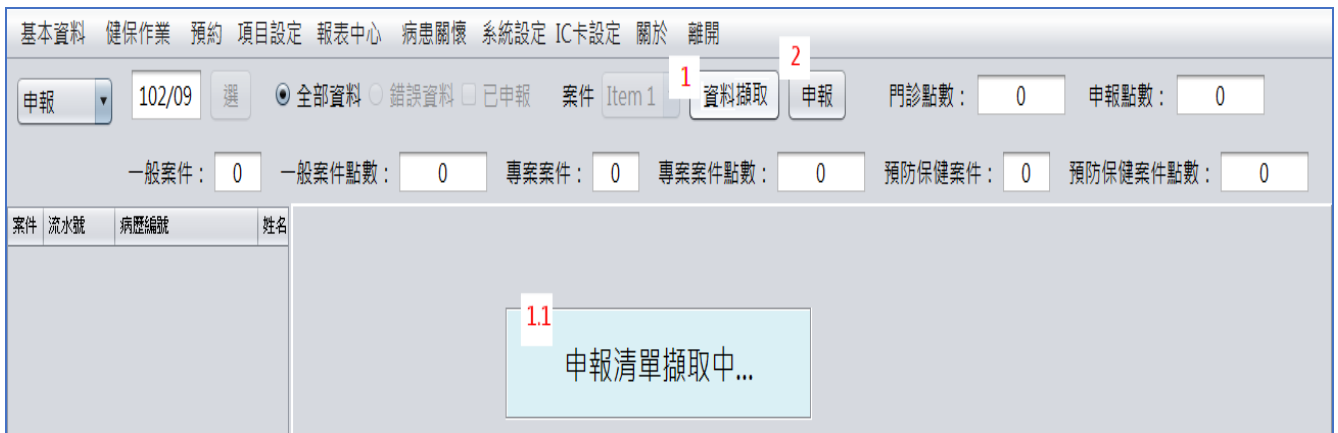 基本資料 健保作業 預約 項目設定 報表中心 病患關懷 系統設定 IC卡設定 關於 離開
1 2
申報 102/09 選 全部資料 錯誤資料 已申報 案件 Item 1 資料擷取 申報 門診點數： 0 申報點數： 0
一般案件： 0 一般案件點數： 0 專案案件： 0 專案案件點數： 0 預防保健案件： 0 預防保健案件點數： 0
案件 流水號 病歷編號 姓名
1.1
申報清單擷取中...